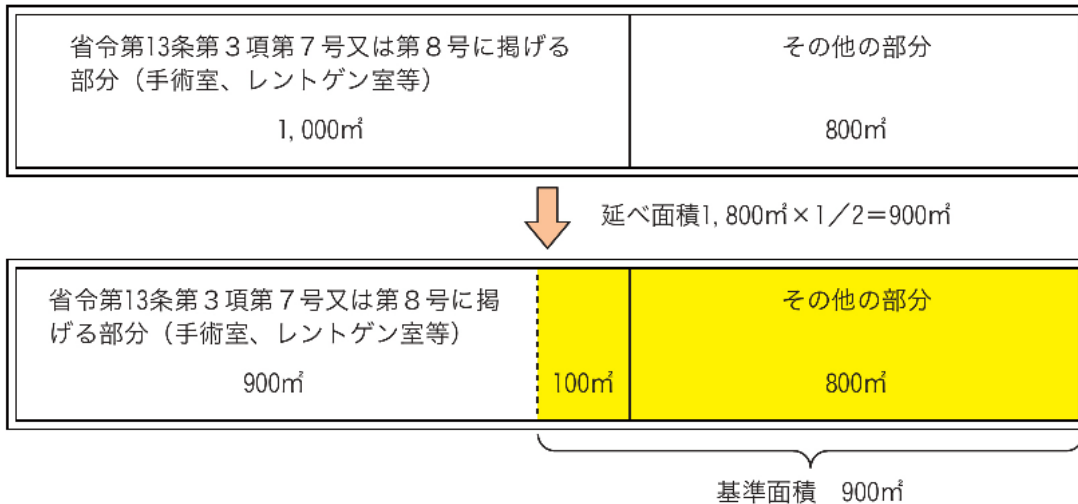 省令第13条第３項第７号又は第８号に掲げる
部分（手術室、レントゲン室等）
1,000㎡
その他の部分
800㎡
延べ面積1,800㎡×１／２＝900㎡
省令第13条第３項第７号又は第８号に掲
げる部分（手術室、レントゲン室等）
900㎡
100㎡
その他の部分
800㎡
基準面積　900㎡